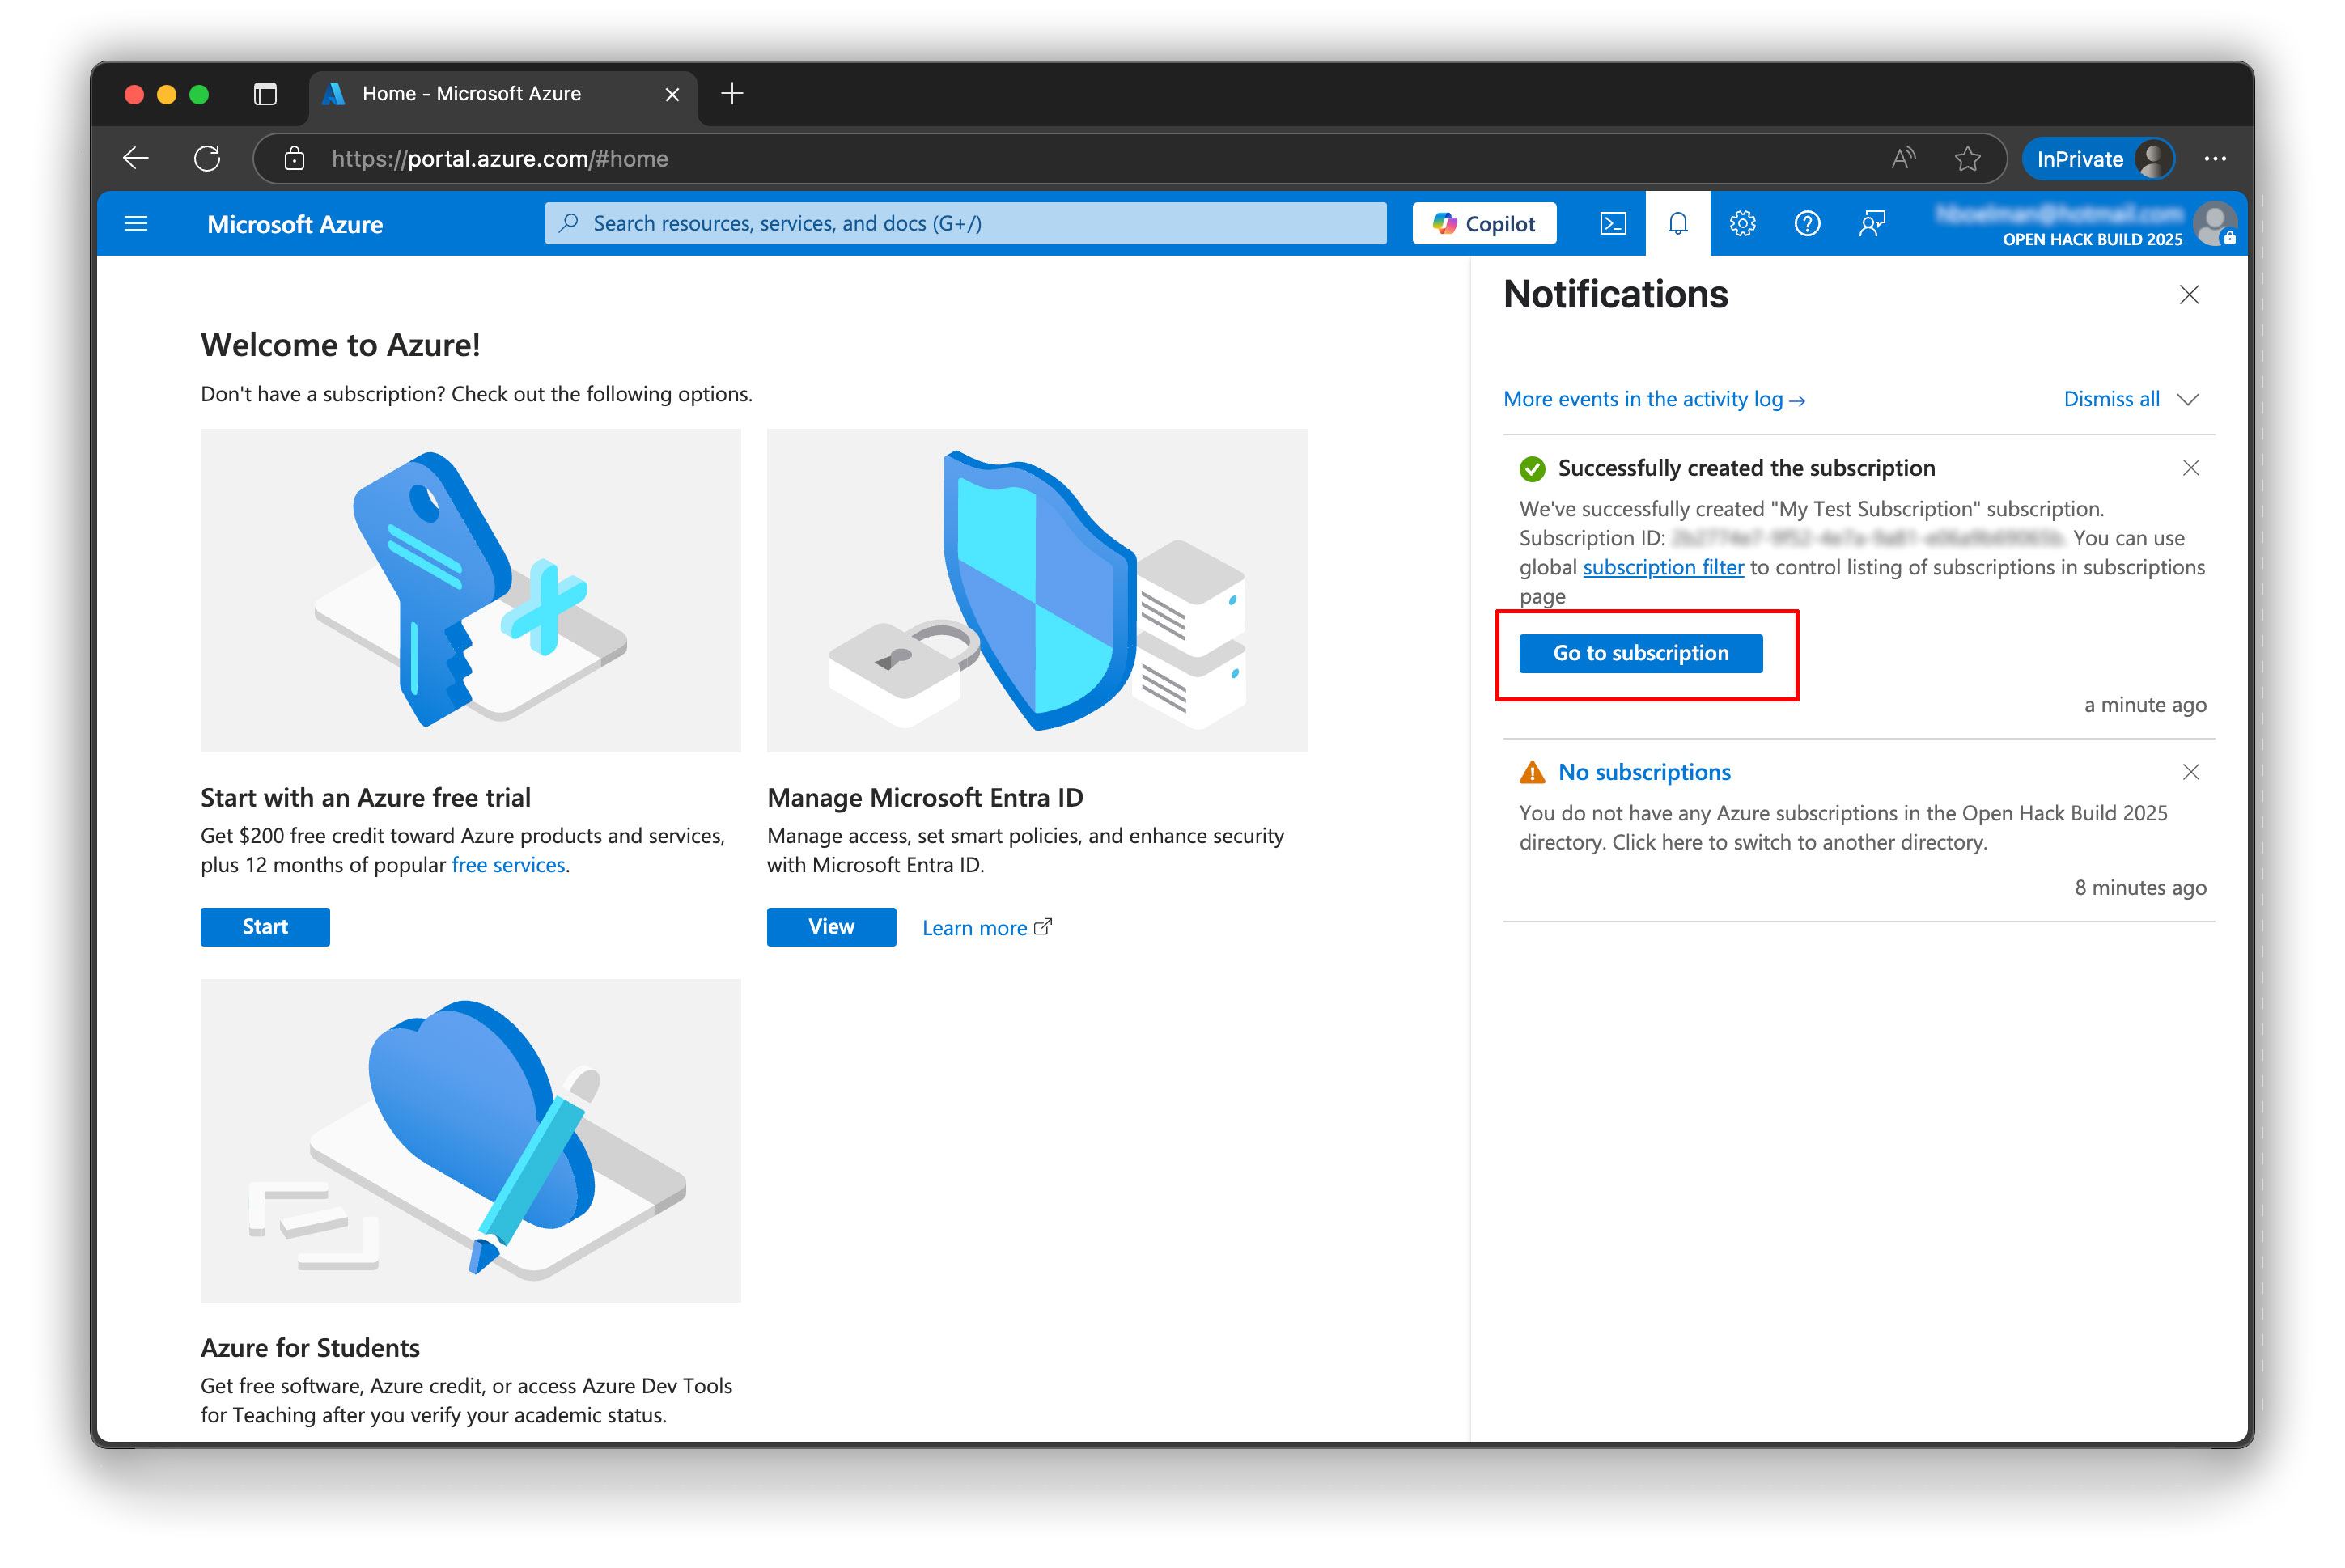 Home - Microsoft Azure
https://portal.azure.com/#home
InPrivate
Microsoft Azure
Search resources, services, and docs (G+/)
Copilot
OPEN HACK BUILD 2025
Welcome to Azure!
Don't have a subscription? Check out the following options.
Start with an Azure free trial
Get $200 free credit toward Azure products and services,
plus 12 months of popular free services.
Start
Manage Microsoft Entra ID
Manage access, set smart policies, and enhance security
with Microsoft Entra ID.
View
Learn more
Azure for Students
Get free software, Azure credit, or access Azure Dev Tools
for Teaching after you verify your academic status.
Notifications
More events in the activity log →
Dismiss all
Successfully created the subscription
We've successfully created "My Test Subscription" subscription.
Subscription ID: . You can use
global subscription filter to control listing of subscriptions in subscriptions
page
Go to subscription
a minute ago
No subscriptions
You do not have any Azure subscriptions in the Open Hack Build 2025
directory. Click here to switch to another directory.
8 minutes ago